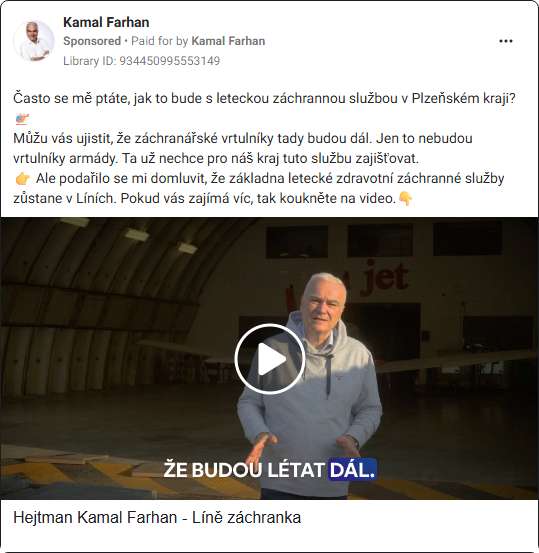 Kamal Farhan
Sponsored • Paid for by Kamal Farhan
Library ID: 934450995553149
Často se mě ptáte, jak to bude s leteckou záchrannou službou v Plzeňském kraji?
Můžu vás ujistit, že záchranářské vrtulníky tady budou dál. Jen to nebudou
vrtulníky armády. Ta už nechce pro náš kraj tuto službu zajišťovat.
👉 Ale podařilo se mi domluvit, že základna letecké zdravotní záchranné služby
zůstane v Líních. Pokud vás zajímá víc, tak koukněte na video.👇
jet
ŽE BUDOU LÉTAT DÁL.
Hejtman Kamal Farhan - Líně záchranka